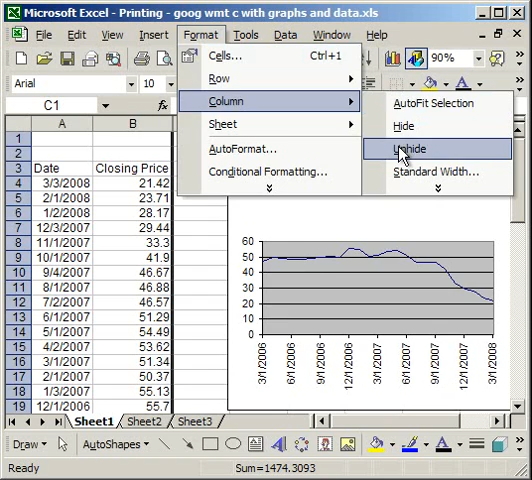 Microsoft Excel - Printing - goog wmt c with graphs and data.xls
File Edit View Insert Format Tools Data Window Help
Cells... Ctrl+1
90%
Row
Arial 10
Column
AutoFit Selection
C1
Sheet
Hide
AutoFormat...
Unhide
Conditional Formatting...
Standard Width...
A B
1
2
3 Date Closing Price
4 3/3/2008 21.42
5 2/1/2008 23.71
6 1/2/2008 28.17
7 12/3/2007 29.44
8 11/1/2007 33.3
9 10/1/2007 41.9
10 9/4/2007 46.67
11 8/1/2007 46.88
12 7/2/2007 46.57
13 6/1/2007 51.29
14 5/1/2007 54.49
15 4/2/2007 53.62
16 3/1/2007 51.34
17 2/1/2007 50.37
18 1/3/2007 55.13
19 12/1/2006 55.7
60
50
40
30
20
10
0
3/1/2006 6/1/2006 9/1/2006 12/1/2006 3/1/2007 6/1/2007 9/1/2007 12/1/2007 3/1/2008
Sheet1 Sheet2 Sheet3
Draw AutoShapes
Ready Sum=1474.3093